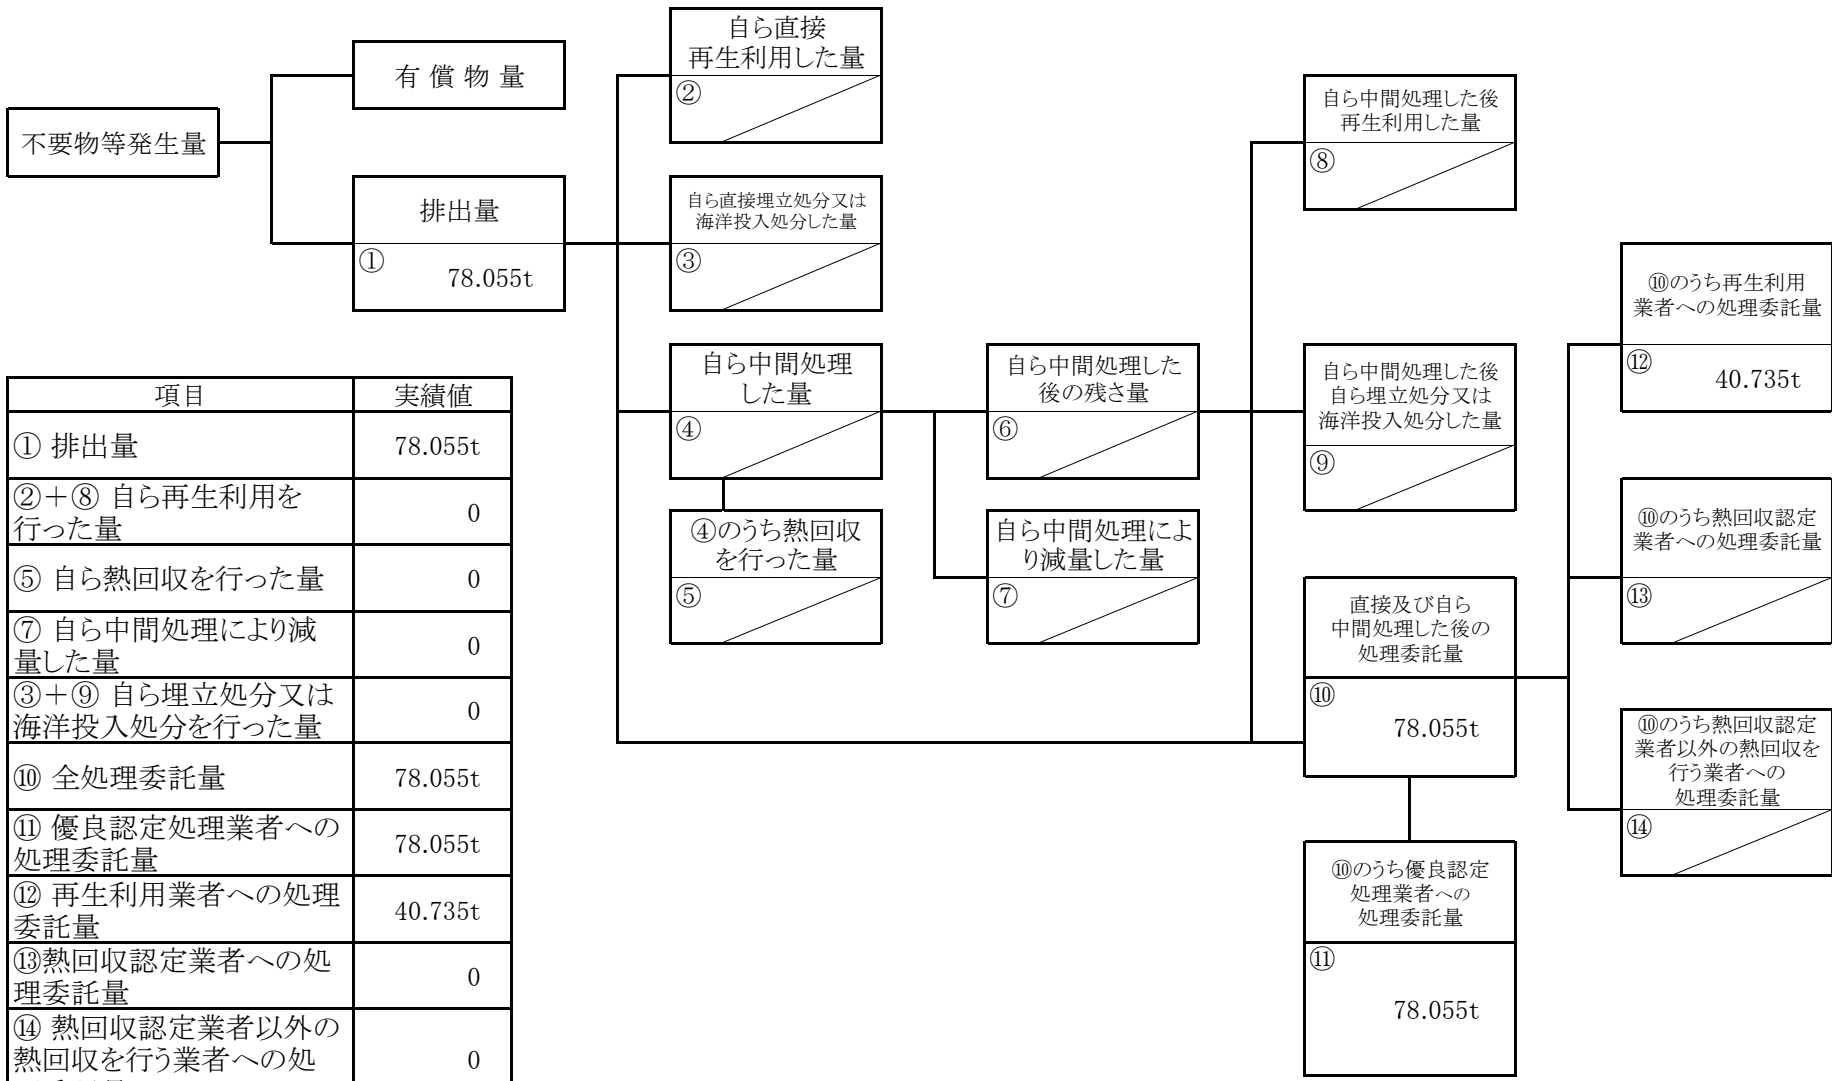 自ら直接
再生利用した量
②
有 償 物 量
不要物等発生量
自ら中間処理した後
再生利用した量
⑧
排出量
①
78.055t
自ら直接埋立処分又は
海洋投入処分した量
③
⑩のうち再生利用
業者への処理委託量
⑫
40.735t
自ら中間処理
した量
④
自ら中間処理した
後の残さ量
⑥
自ら中間処理した後
自ら埋立処分又は
海洋投入処分した量
⑨
④のうち熱回収
を行った量
⑤
自ら中間処理によ
り減量した量
⑦
⑩のうち熱回収認定
業者への処理委託量
⑬
直接及び自ら
中間処理した後の
処理委託量
⑩
78.055t
⑩のうち熱回収認定
業者以外の熱回収を
行う業者への
処理委託量
⑭
⑩のうち優良認定
処理業者への
処理委託量
⑪
78.055t
項目 実績値
① 排出量 78.055t
②＋⑧ 自ら再生利用を
行った量 0
⑤ 自ら熱回収を行った量 0
⑦ 自ら中間処理により減
量した量 0
③＋⑨ 自ら埋立処分又は
海洋投入処分を行った量 0
⑩ 全処理委託量 78.055t
⑪ 優良認定処理業者への
処理委託量 78.055t
⑫ 再生利用業者への処理
委託量 40.735t
⑬熱回収認定業者への処
理委託量 0
⑭ 熱回収認定業者以外の
熱回収を行う業者への処 0